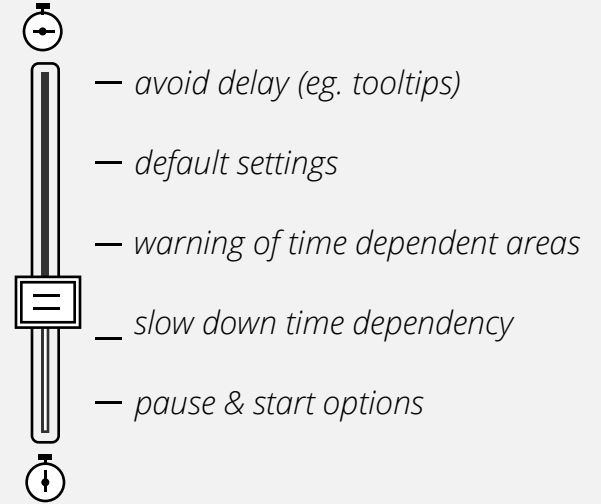 avoid delay (eg. tooltips)
default settings
warning of time dependent areas
slow down time dependency
pause & start options